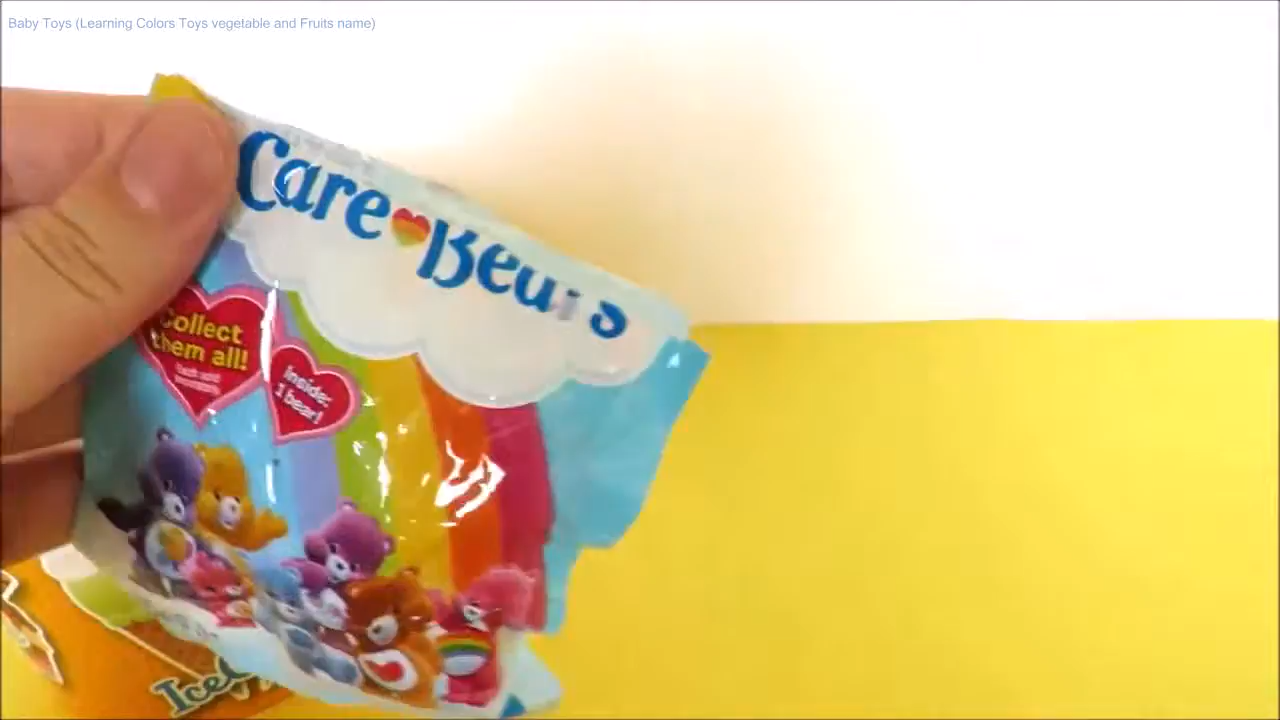 Baby Toys (Learning Colors Toys vegetable and Fruits name)
Care Bears
Collect
them all!
Inside:
1 bear!